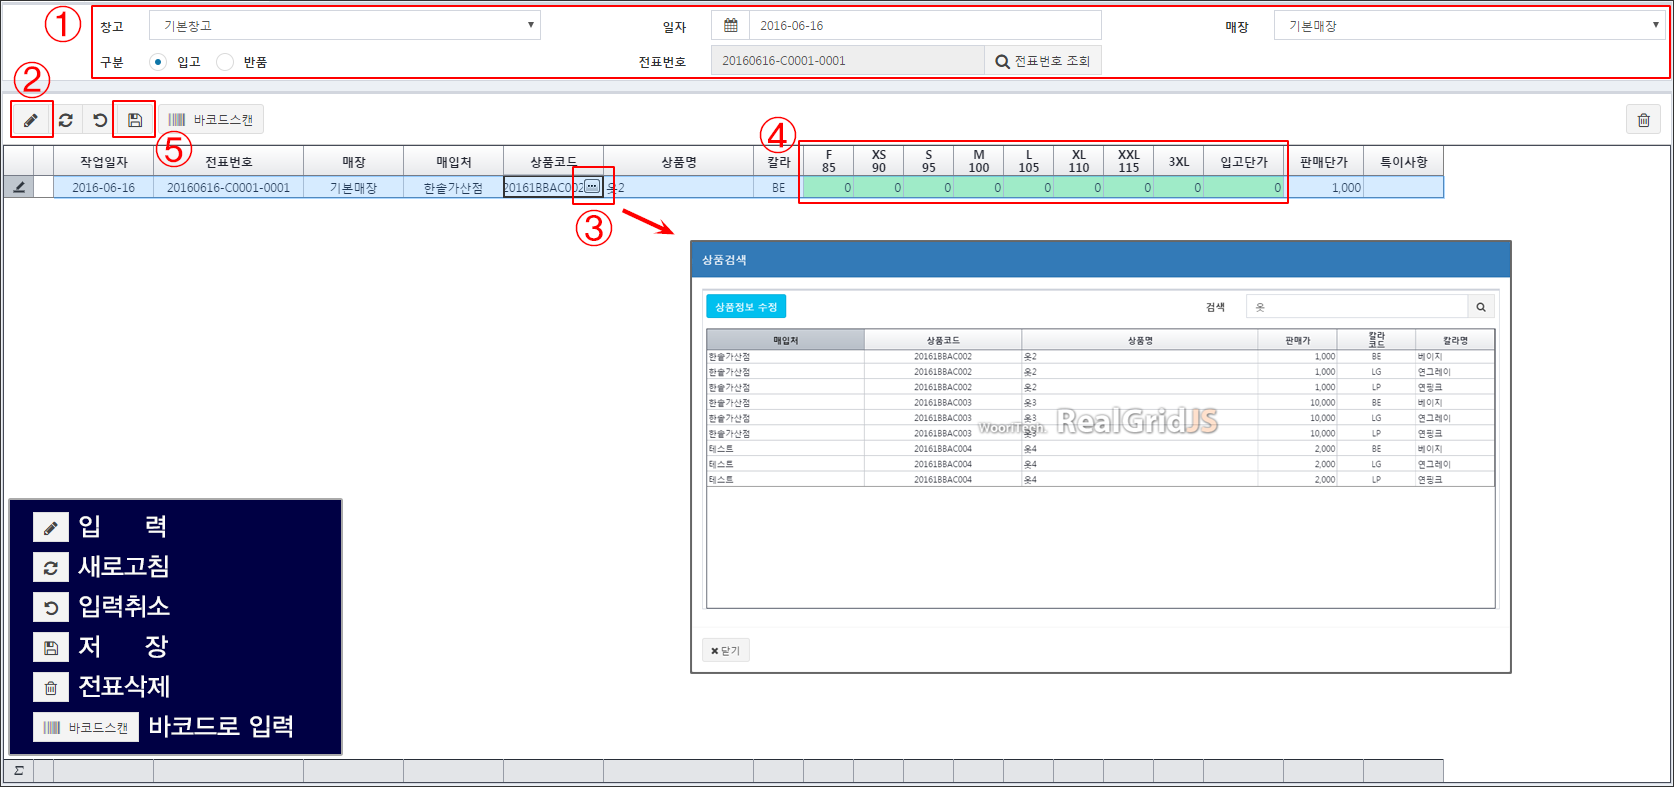 ① 창고 기본창고 일자 2016-06-16 매장 기본매장
구분 입고 반품 전표번호 20160616-C0001-0001 전표번호 조회
②
바코드스캔
⑤ ④
작업일자 전표번호 매장 매입처 상품코드 상품명 칼라 F 85 XS 90 S 95 M 100 L 105 XL 110 XXL 115 3XL 입고단가 판매단가 특이사항
2016-06-16 20160616-C0001-0001 기본매장 한솔가산점 20161BBAC002 옷2 BE 0 0 0 0 0 0 0 0 0 1,000
③
상품검색
상품정보 수정 검색 옷
매입처 상품코드 상품명 판매가 칼라코드 칼라명
한솔가산점 20161BBAC002 옷2 1,000 BE 베이지
한솔가산점 20161BBAC002 옷2 1,000 LG 연그레이
한솔가산점 20161BBAC002 옷2 1,000 LP 연핑크
한솔가산점 20161BBAC003 옷3 10,000 BE 베이지
한솔가산점 20161BBAC003 옷3 10,000 LG 연그레이
한솔가산점 20161BBAC003 옷3 10,000 LP 연핑크
WooriTech. RealGridJS
테스트 20161BBAC004 옷4 2,000 BE 베이지
테스트 20161BBAC004 옷4 2,000 LG 연그레이
테스트 20161BBAC004 옷4 2,000 LP 연핑크
닫기
입 력
새로고침
입력취소
저 장
전표삭제
바코드스캔 바코드로 입력
Σ